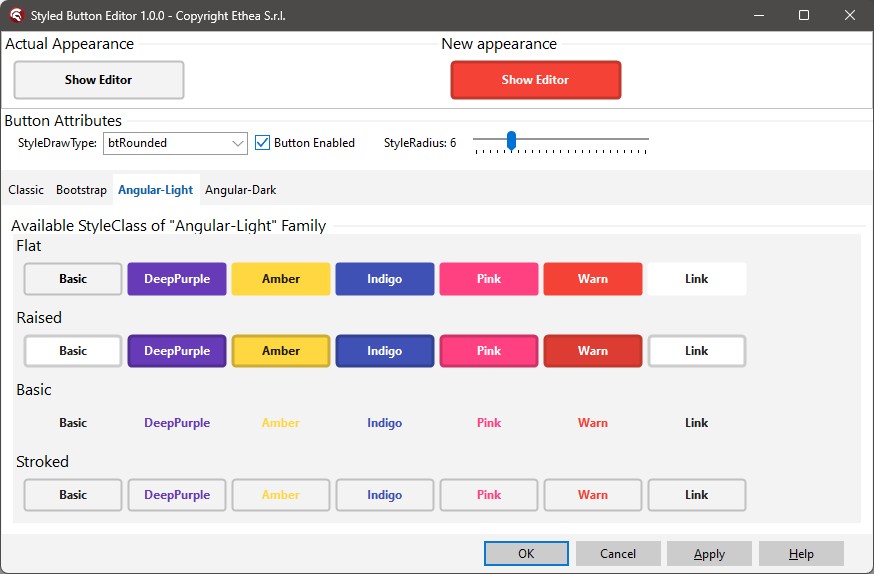 Styled Button Editor 1.0.0 - Copyright Ethea S.r.l.
Actual Appearance New appearance
Show Editor Show Editor
Button Attributes
StyleDrawType: btRounded Button Enabled StyleRadius: 6
Classic Bootstrap Angular-Light Angular-Dark
Available StyleClass of "Angular-Light" Family
Flat
Basic DeepPurple Amber Indigo Pink Warn Link
Raised
Basic DeepPurple Amber Indigo Pink Warn Link
Basic
Basic DeepPurple Amber Indigo Pink Warn Link
Stroked
Basic DeepPurple Amber Indigo Pink Warn Link
OK Cancel Apply Help